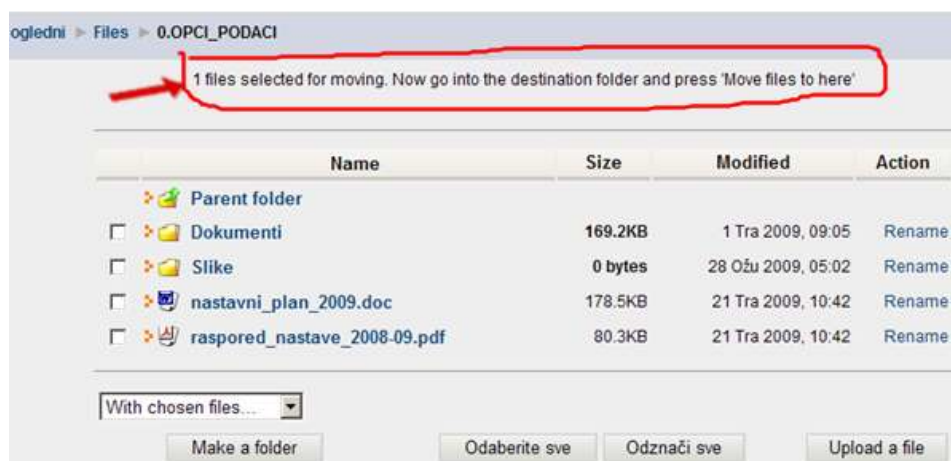 ogledni ► Files ► 0.OPCI_PODACI
1 files selected for moving. Now go into the destination folder and press 'Move files to here'
Name Size Modified Action
Parent folder
Dokumenti 169.2KB 1 Tra 2009, 09:05 Rename
Slike 0 bytes 28 Ožu 2009, 05:02 Rename
nastavni_plan_2009.doc 178.5KB 21 Tra 2009, 10:42 Rename
raspored_nastave_2008-09.pdf 80.3KB 21 Tra 2009, 10:42 Rename
With chosen files...
Make a folder Odaberite sve Odznači sve Upload a file